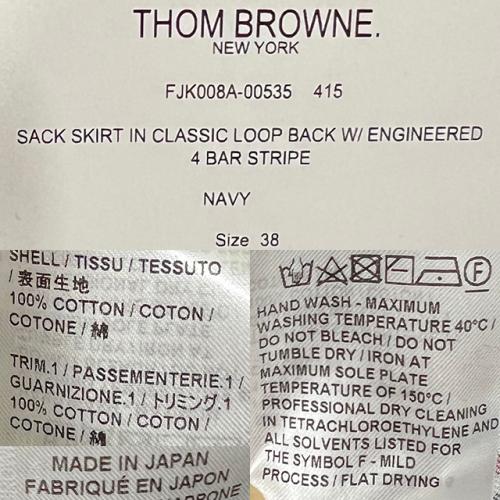 THOM BROWNE.
NEW YORK
FJK008A-00535 415
SACK SKIRT IN CLASSIC LOOP BACK W/ ENGINEERED
4 BAR STRIPE
NAVY
Size 38
SHELL / TISSU / TESSUTO
/ 表面生地
100% COTTON / COTON /
COTONE / 綿
TRIM.1 / PASSEMENTERIE.1 /
GUARNIZIONE.1 / トリミング.1
100% COTTON / COTON /
COTONE / 綿
MADE IN JAPAN
FABRIQUÉ EN JAPON
HAND WASH - MAXIMUM
WASHING TEMPERATURE 40°C /
DO NOT BLEACH / DO NOT
TUMBLE DRY / IRON AT
MAXIMUM SOLE PLATE
TEMPERATURE OF 150°C /
PROFESSIONAL DRY CLEANING
IN TETRACHLOROETHYLENE AND
ALL SOLVENTS LISTED FOR
THE SYMBOL F - MILD
PROCESS / FLAT DRYING